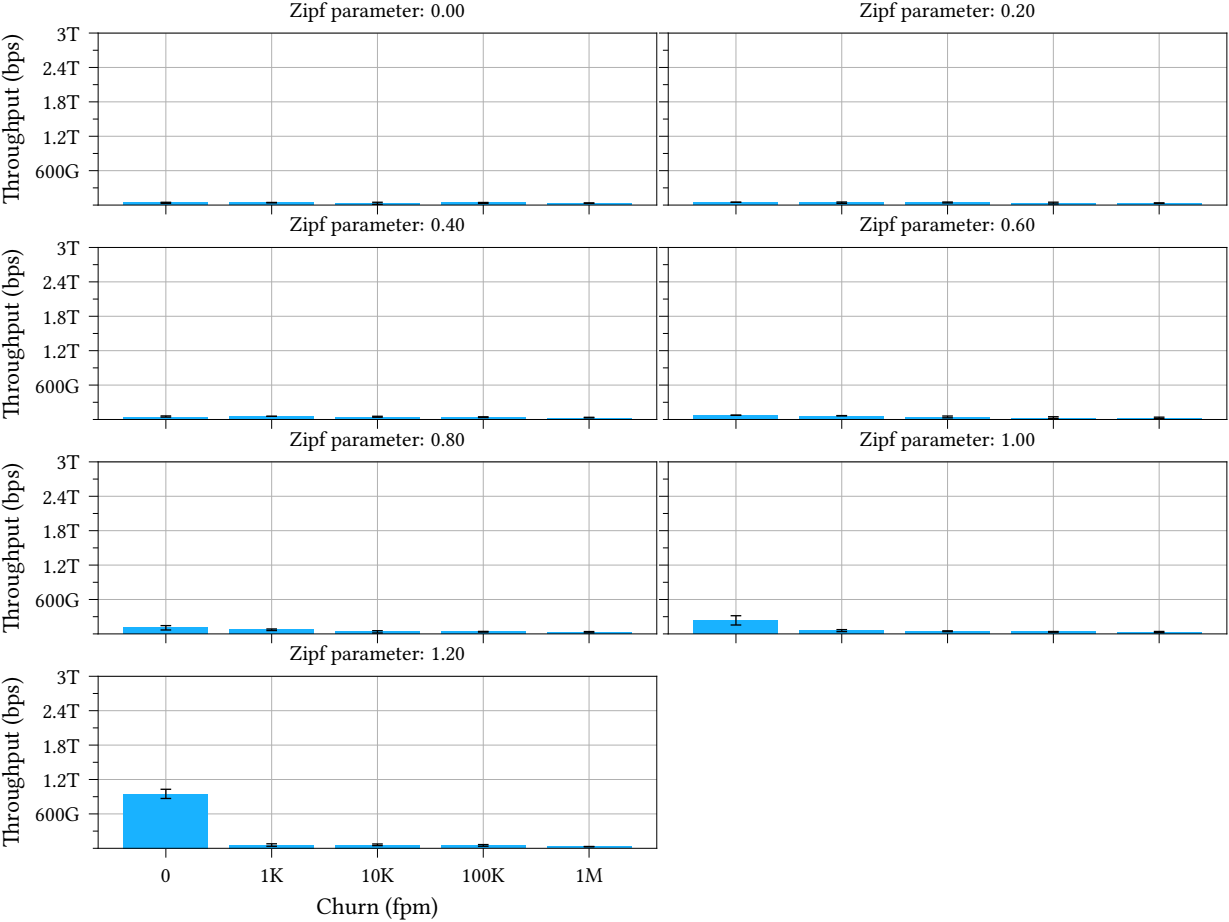 Zipf parameter: 0.00
Zipf parameter: 0.20
Throughput (bps)
3T
2.4T
1.8T
1.2T
600G
Zipf parameter: 0.40
Zipf parameter: 0.60
Throughput (bps)
3T
2.4T
1.8T
1.2T
600G
Zipf parameter: 0.80
Zipf parameter: 1.00
Throughput (bps)
3T
2.4T
1.8T
1.2T
600G
Zipf parameter: 1.20
Throughput (bps)
3T
2.4T
1.8T
1.2T
600G
0 1K 10K 100K 1M
Churn (fpm)